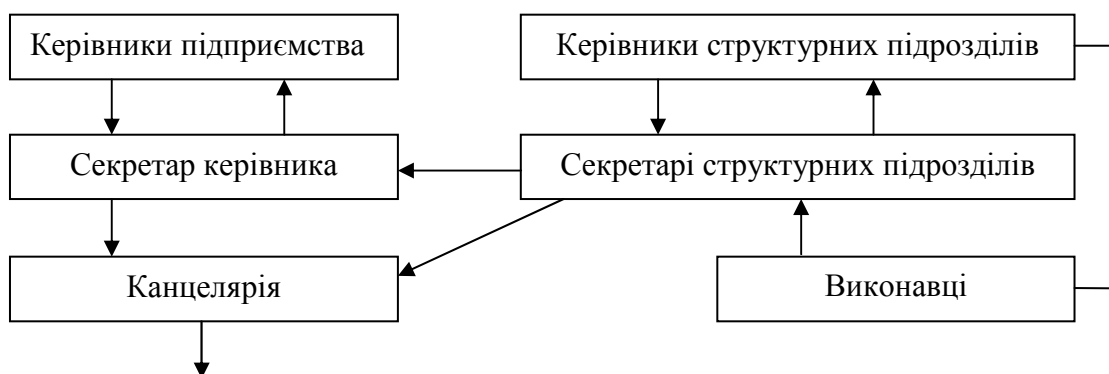 Керівники підприємства
Керівники структурних підрозділів
Секретар керівника
Секретарі структурних підрозділів
Канцелярія
Виконавці